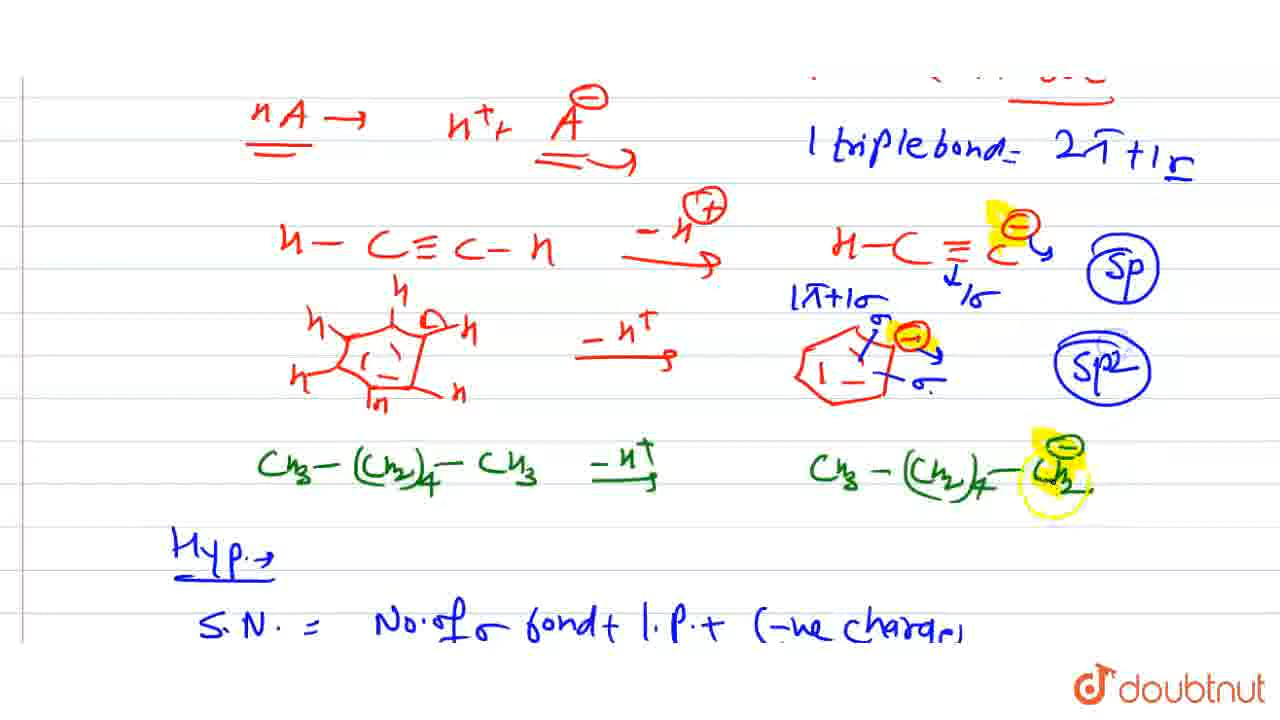 HA → H⁺ + A⊖
1 triple bond = 2π + 1σ
H–C≡C–H –H⊕→ H–C≡C⊖ 1σ sp
H H H H H H –H⁺→ 1π+1σ σ ⊖ σ sp2
CH3–(CH2)4–CH3 –H⁺→ CH3–(CH2)4–CH2⊖
Hyp.→
S.N. = No. of σ bond + l.p. + (-ve charge)
doubtnut